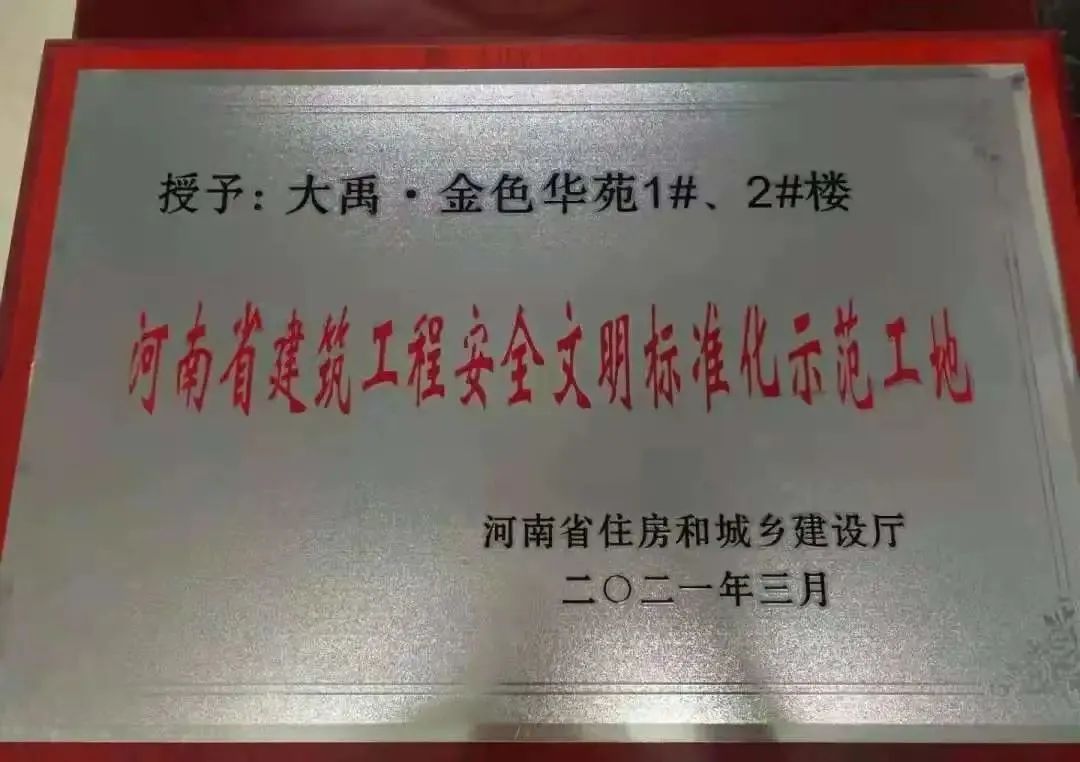 授予：大禹·金色华苑1#、2#楼
河南省建筑工程安全文明标准化示范工地
河南省住房和城乡建设厅
二〇二一年三月